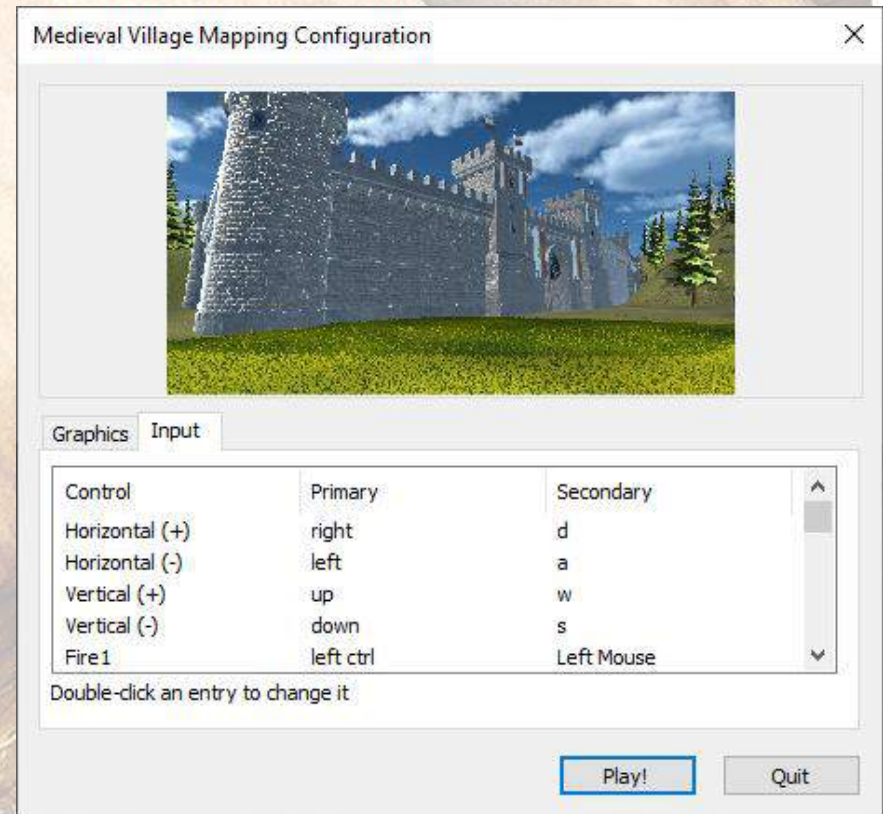 Medieval Village Mapping Configuration
Graphics Input
Control Primary Secondary
Horizontal (+) right d
Horizontal (-) left a
Vertical (+) up w
Vertical (-) down s
Fire1 left ctrl Left Mouse
Double-click an entry to change it
Play! Quit